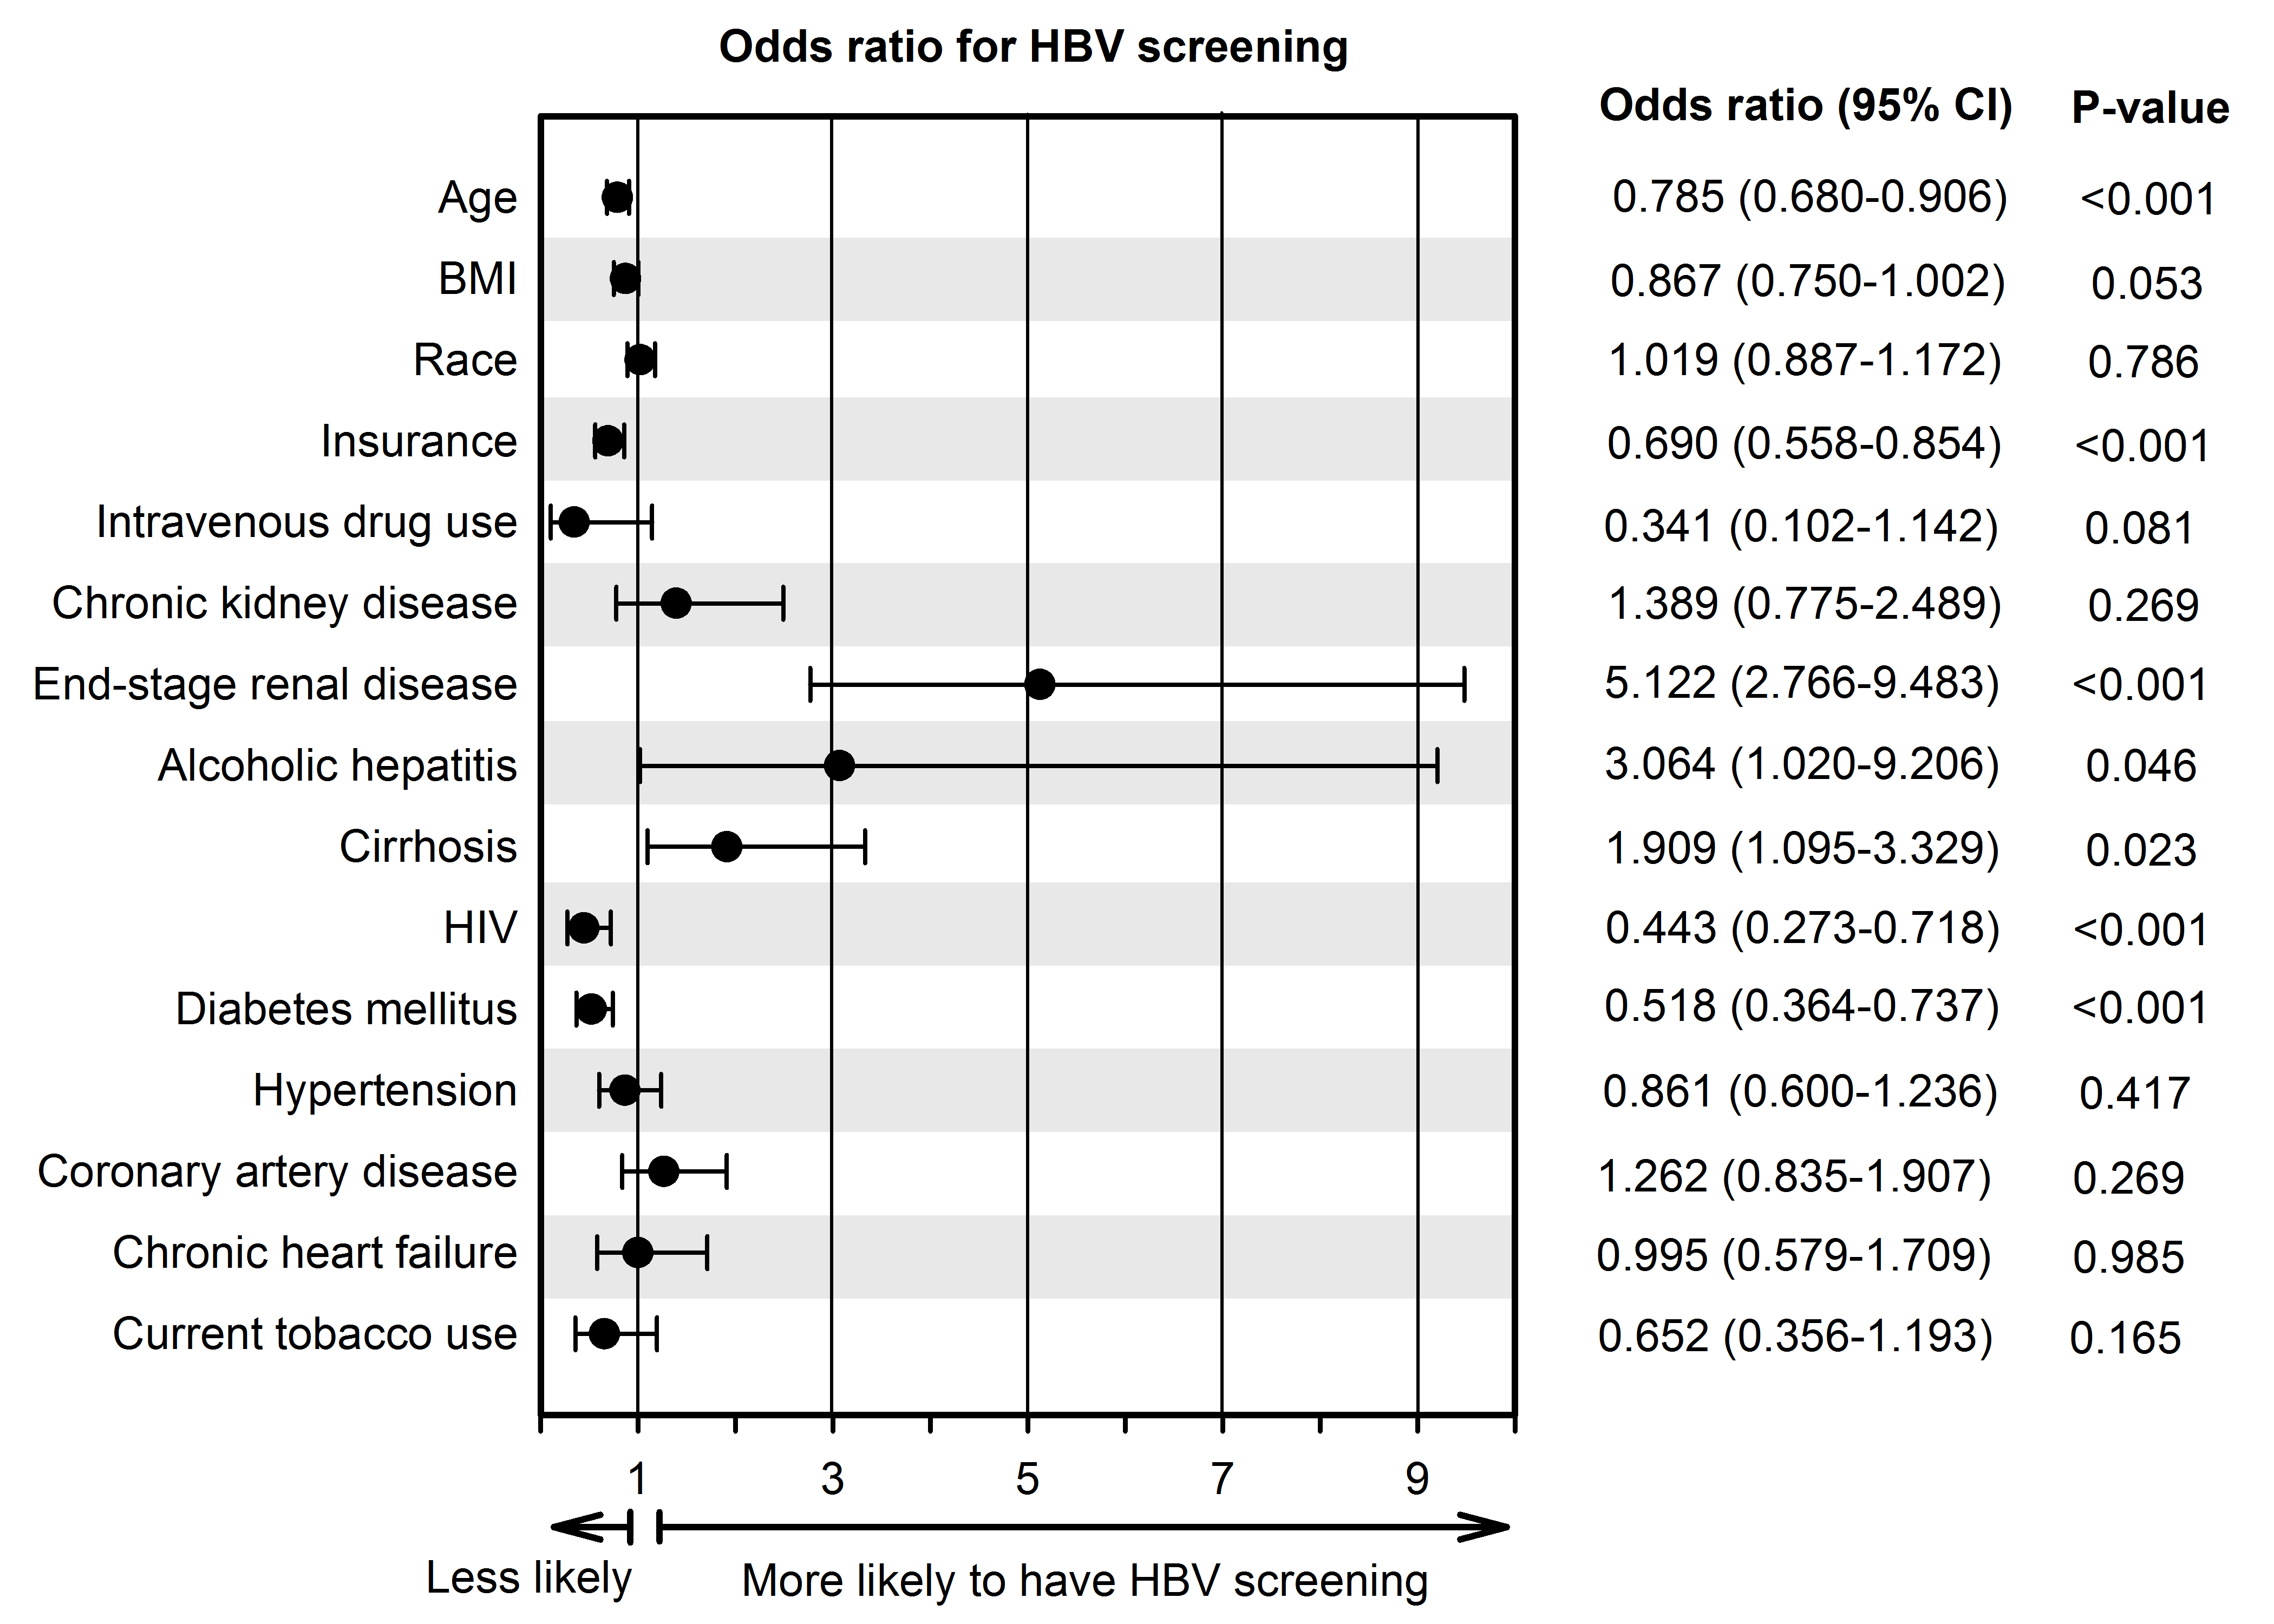 Odds ratio for HBV screening
Odds ratio (95% CI) P-value
Age 0.785 (0.680-0.906) <0.001
BMI 0.867 (0.750-1.002) 0.053
Race 1.019 (0.887-1.172) 0.786
Insurance 0.690 (0.558-0.854) <0.001
Intravenous drug use 0.341 (0.102-1.142) 0.081
Chronic kidney disease 1.389 (0.775-2.489) 0.269
End-stage renal disease 5.122 (2.766-9.483) <0.001
Alcoholic hepatitis 3.064 (1.020-9.206) 0.046
Cirrhosis 1.909 (1.095-3.329) 0.023
HIV 0.443 (0.273-0.718) <0.001
Diabetes mellitus 0.518 (0.364-0.737) <0.001
Hypertension 0.861 (0.600-1.236) 0.417
Coronary artery disease 1.262 (0.835-1.907) 0.269
Chronic heart failure 0.995 (0.579-1.709) 0.985
Current tobacco use 0.652 (0.356-1.193) 0.165
1 3 5 7 9
Less likely More likely to have HBV screening